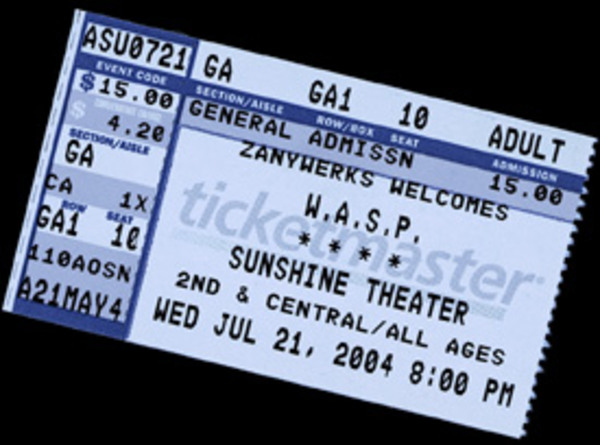 ASU0721 GA GA1 10 ADULT
EVENT CODE SECTION/AISLE ROW/BOX SEAT ADMISSION
$ 15.00 GENERAL ADMISSN 15.00
$ 4.20 ZANYWERKS WELCOMES
SECTION/AISLE
GA W.A.S.P.
CA 1X * * * *
ROW SEAT
GA1 10 SUNSHINE THEATER
110AOSN 2ND & CENTRAL/ALL AGES
A21MAY4 WED JUL 21, 2004 8:00 PM
ticketmaster